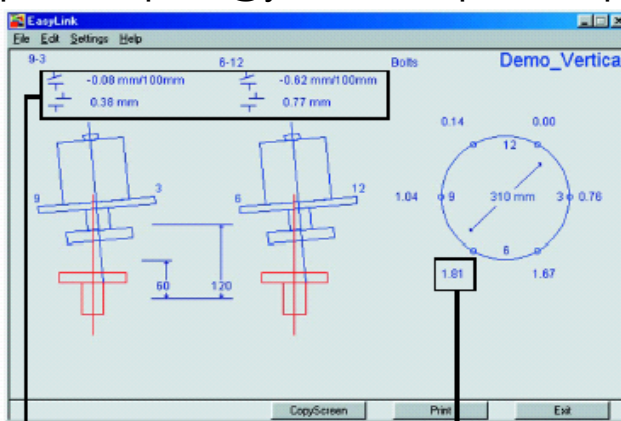 EasyLink
File Edit Settings Help
9-3 6-12 Bolts Demo_Vertica
-0.08 mm/100mm -0.62 mm/100mm
0.38 mm 0.77 mm
0.14 0.00
12
9 3 6 12 1.04 9 310 mm 3 0.76
6
60 120 1.81 1.67
CopyScreen Print Exit